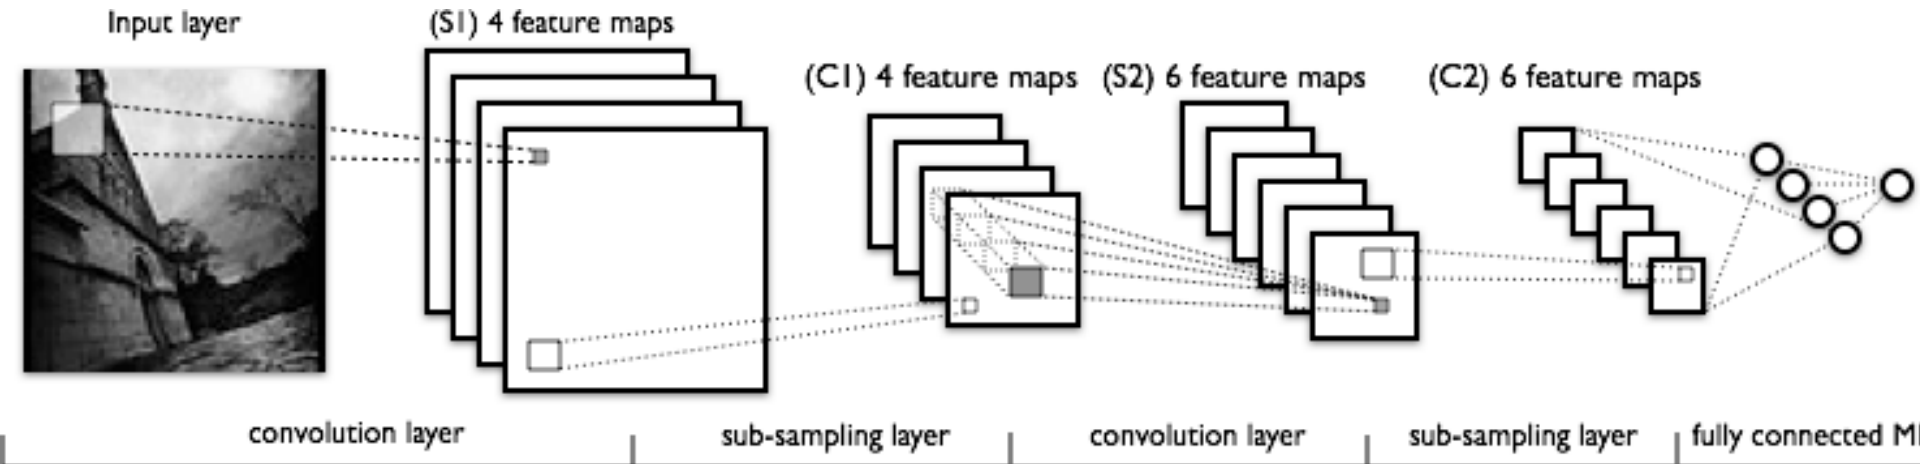 Input layer
(S1) 4 feature maps
(C1) 4 feature maps
(S2) 6 feature maps
(C2) 6 feature maps
convolution layer
sub-sampling layer
convolution layer
sub-sampling layer
fully connected